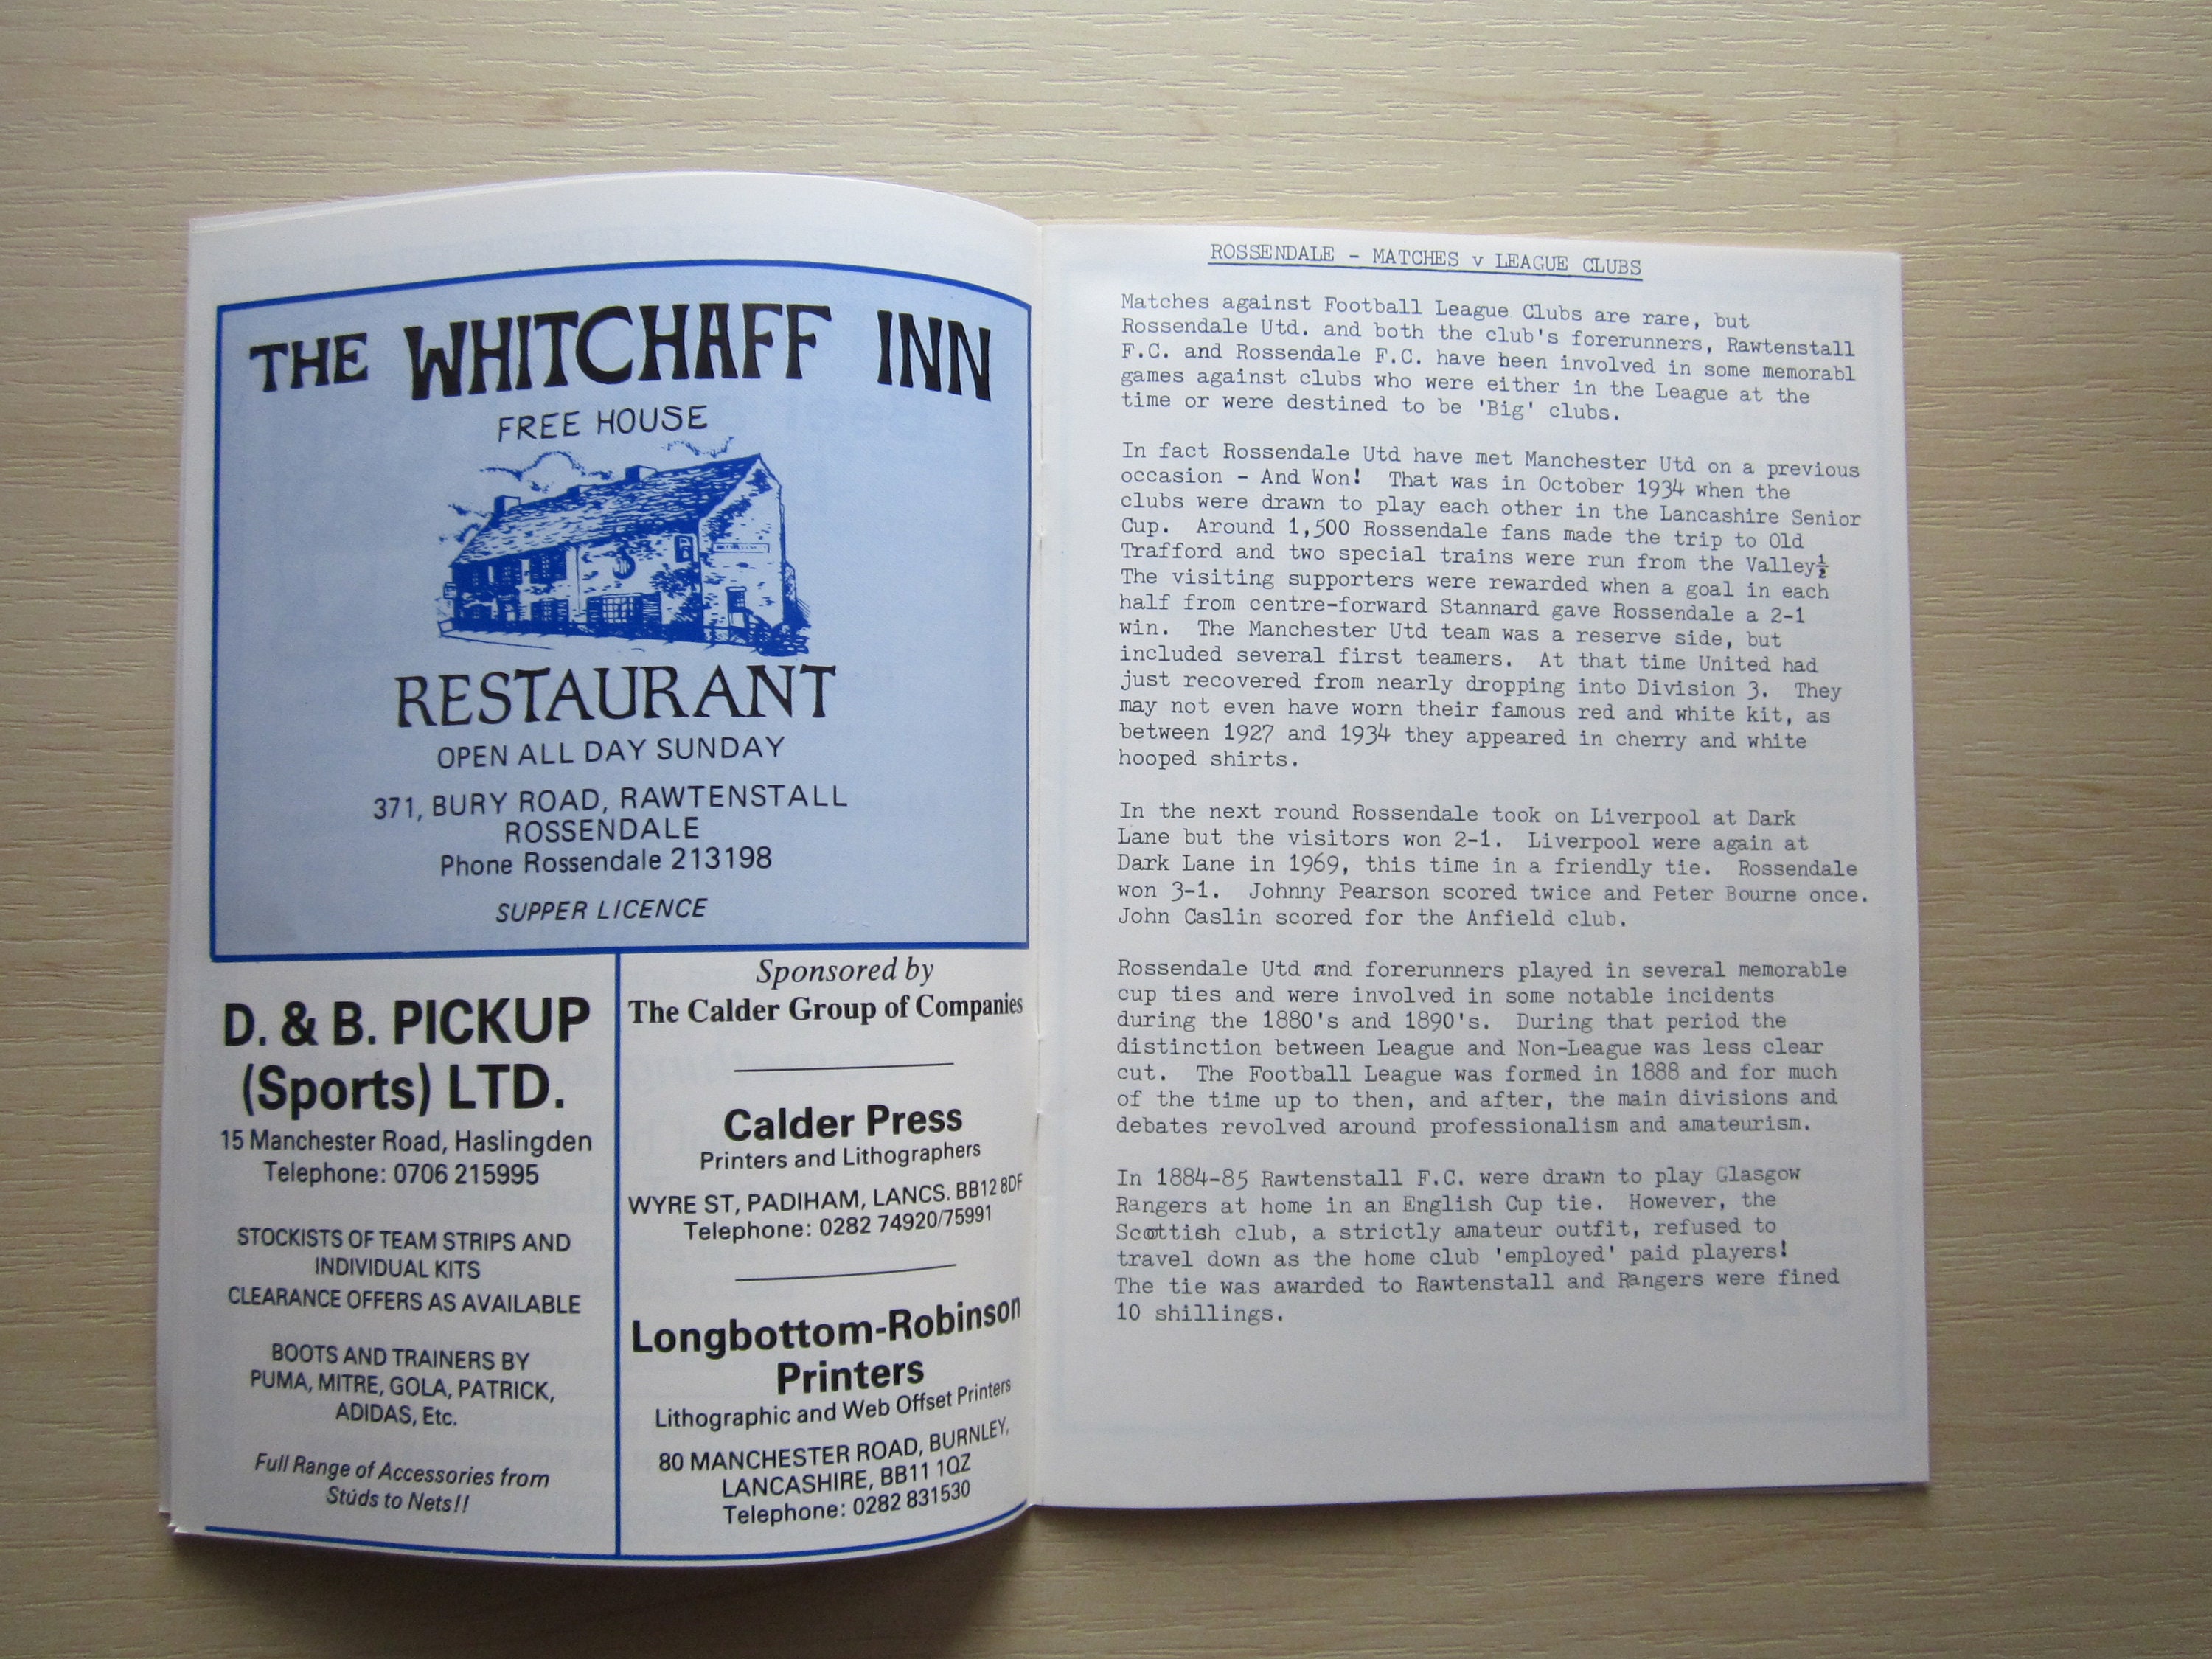 THE WHITCHAFF INN
FREE HOUSE
RESTAURANT
OPEN ALL DAY SUNDAY
371, BURY ROAD, RAWTENSTALL
ROSSENDALE
Phone Rossendale 213198
SUPPER LICENCE
D. & B. PICKUP
(Sports) LTD.
15 Manchester Road, Haslingden
Telephone: 0706 215995
STOCKISTS OF TEAM STRIPS AND
INDIVIDUAL KITS
CLEARANCE OFFERS AS AVAILABLE
BOOTS AND TRAINERS BY
PUMA, MITRE, GOLA, PATRICK,
ADIDAS, Etc.
Full Range of Accessories from
Studs to Nets!!
Sponsored by
The Calder Group of Companies
Calder Press
Printers and Lithographers
WYRE ST, PADIHAM, LANCS. BB12 8DF
Telephone: 0282 74920/75991
Longbottom-Robinson
Printers
Lithographic and Web Offset Printers
80 MANCHESTER ROAD, BURNLEY,
LANCASHIRE, BB11 1QZ
Telephone: 0282 831530
ROSSENDALE - MATCHES v LEAGUE CLUBS
Matches against Football League Clubs are rare, but
Rossendale Utd. and both the club's forerunners, Rawtenstall
F.C. and Rossendale F.C. have been involved in some memorabl
games against clubs who were either in the League at the
time or were destined to be 'Big' clubs.
In fact Rossendale Utd have met Manchester Utd on a previous
occasion - And Won! That was in October 1934 when the
clubs were drawn to play each other in the Lancashire Senior
Cup. Around 1,500 Rossendale fans made the trip to Old
Trafford and two special trains were run from the Valley½
The visiting supporters were rewarded when a goal in each
half from centre-forward Stannard gave Rossendale a 2-1
win. The Manchester Utd team was a reserve side, but
included several first teamers. At that time United had
just recovered from nearly dropping into Division 3. They
may not even have worn their famous red and white kit, as
between 1927 and 1934 they appeared in cherry and white
hooped shirts.
In the next round Rossendale took on Liverpool at Dark
Lane but the visitors won 2-1. Liverpool were again at
Dark Lane in 1969, this time in a friendly tie. Rossendale
won 3-1. Johnny Pearson scored twice and Peter Bourne once.
John Caslin scored for the Anfield club.
Rossendale Utd and forerunners played in several memorable
cup ties and were involved in some notable incidents
during the 1880's and 1890's. During that period the
distinction between League and Non-League was less clear
cut. The Football League was formed in 1888 and for much
of the time up to then, and after, the main divisions and
debates revolved around professionalism and amateurism.
In 1884-85 Rawtenstall F.C. were drawn to play Glasgow
Rangers at home in an English Cup tie. However, the
Scottish club, a strictly amateur outfit, refused to
travel down as the home club 'employed' paid players!
The tie was awarded to Rawtenstall and Rangers were fined
10 shillings.